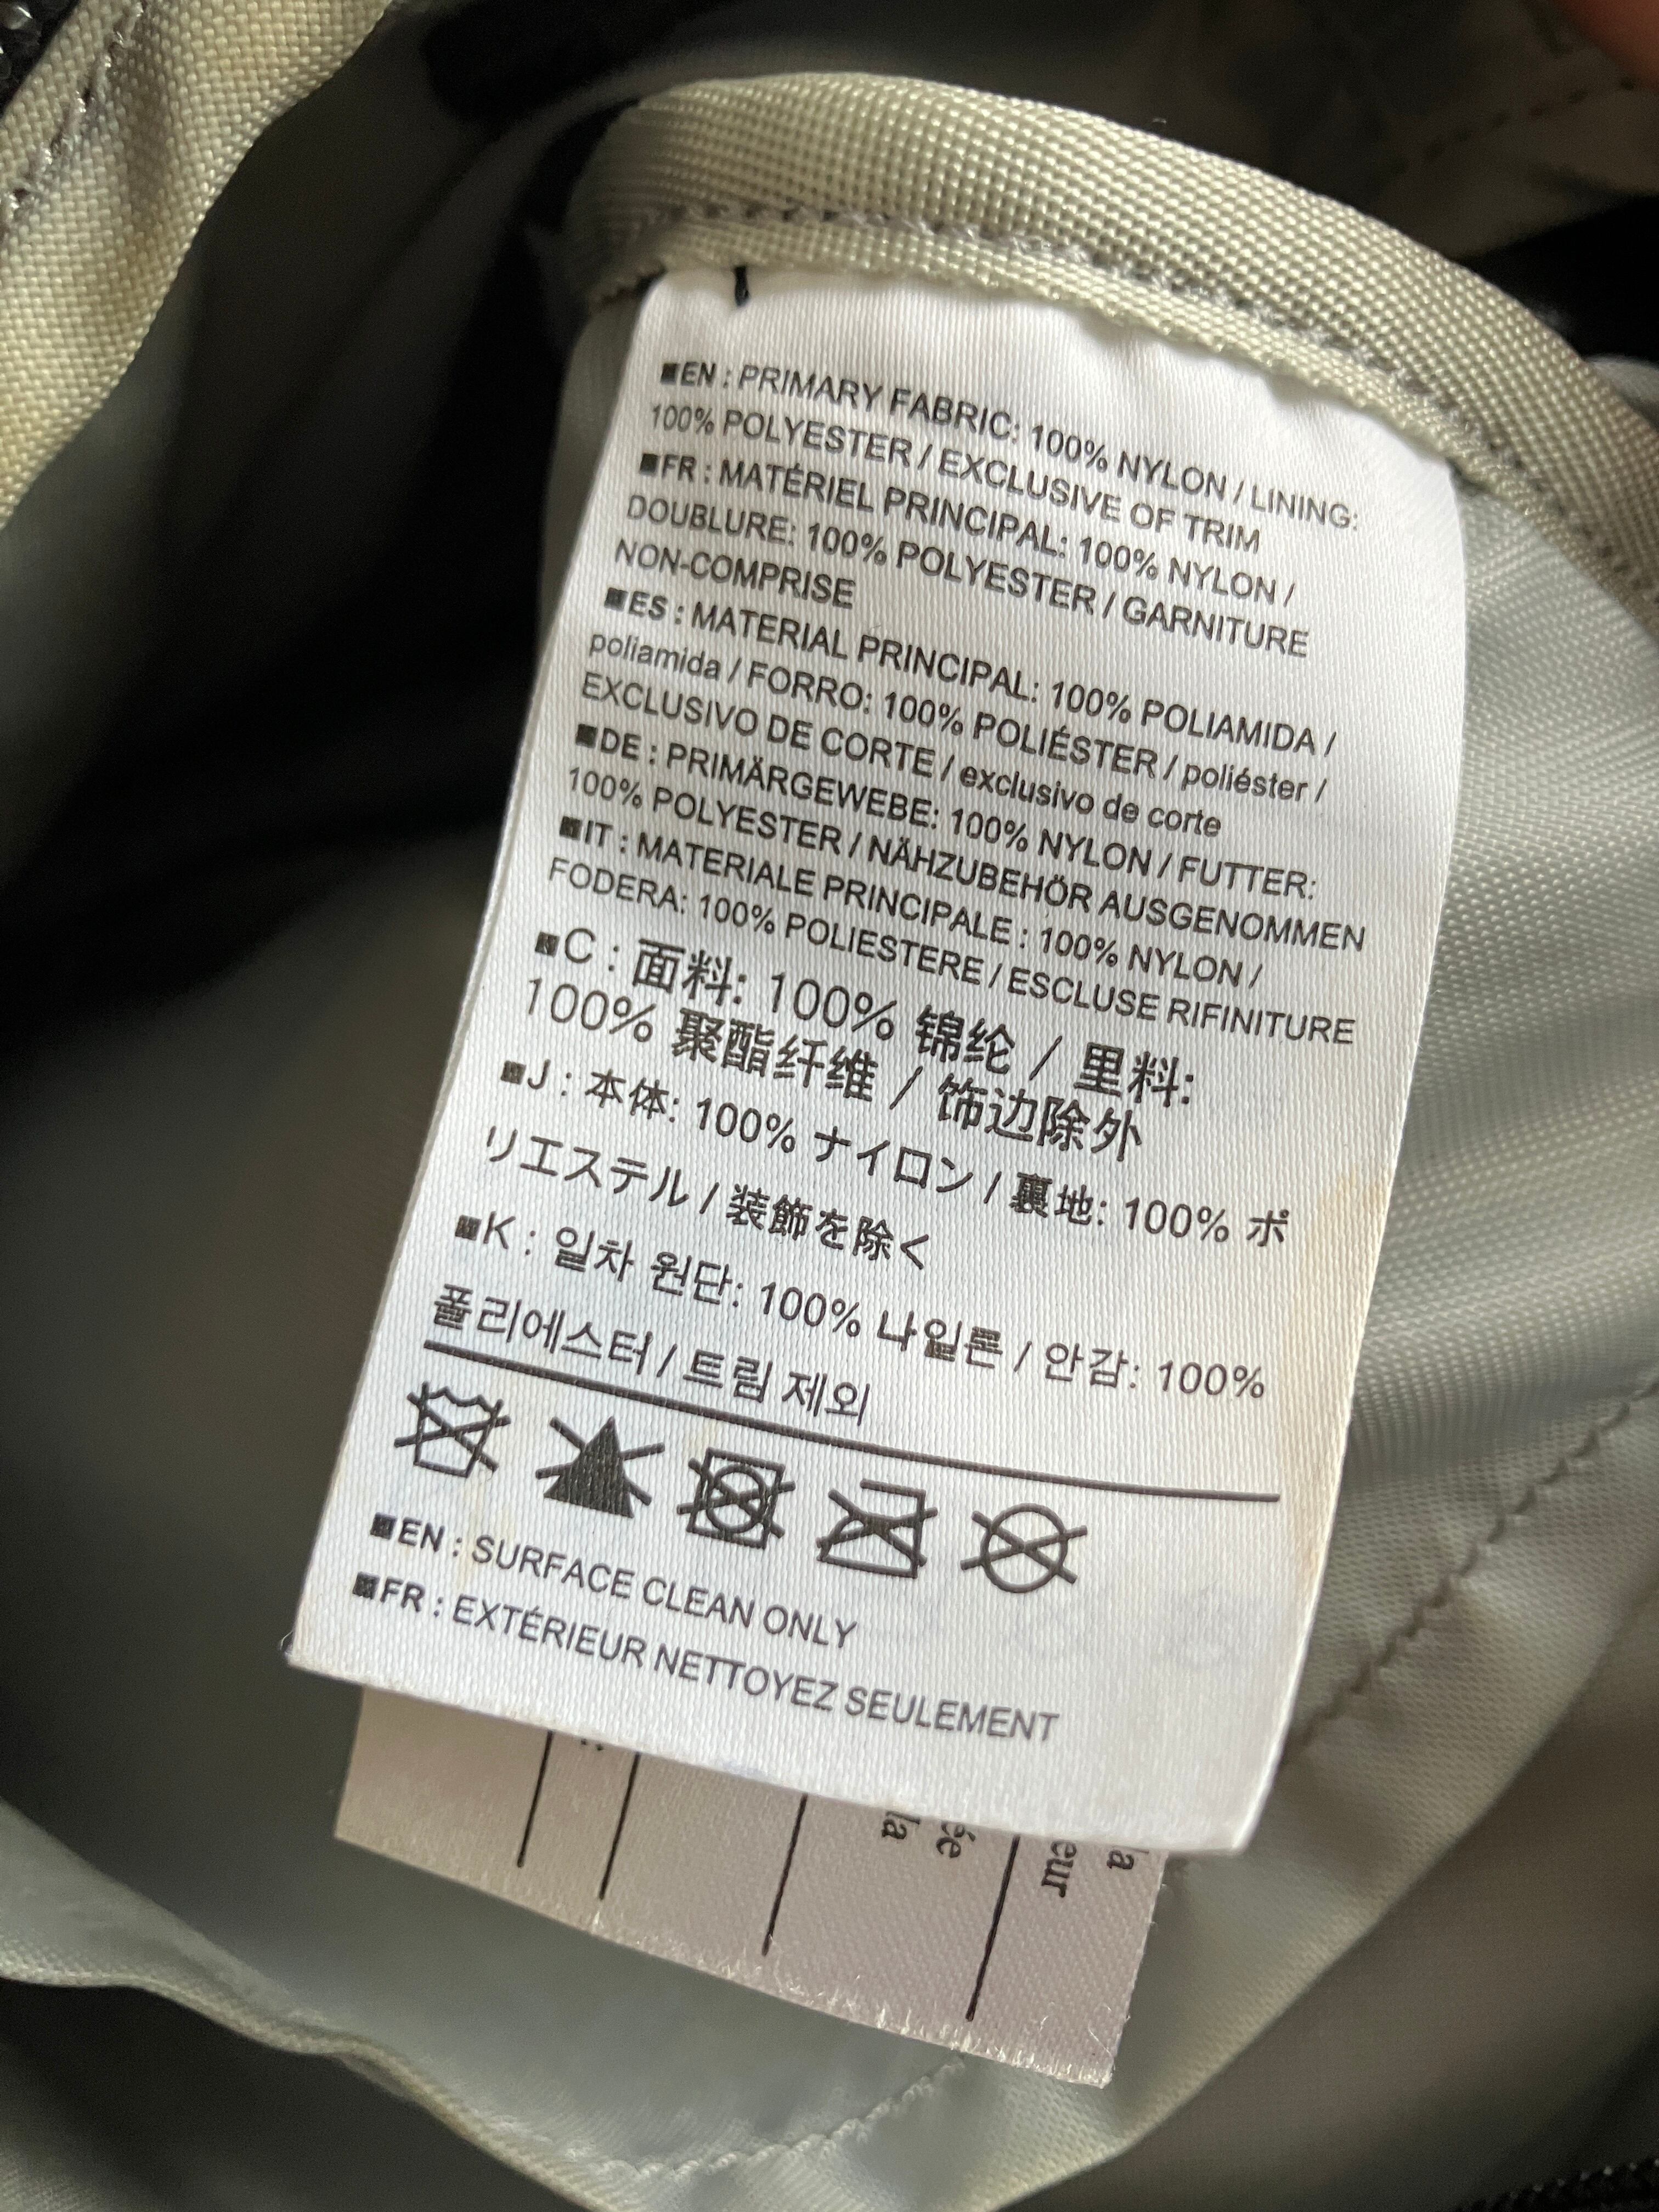 ■EN : PRIMARY FABRIC: 100% NYLON / LINING:
100% POLYESTER / EXCLUSIVE OF TRIM
■FR : MATÉRIEL PRINCIPAL: 100% NYLON /
DOUBLURE: 100% POLYESTER / GARNITURE
NON-COMPRISE
■ES : MATERIAL PRINCIPAL: 100% POLIAMIDA /
poliamida / FORRO: 100% POLIÉSTER / poliéster /
EXCLUSIVO DE CORTE / exclusivo de corte
■DE : PRIMÄRGEWEBE: 100% NYLON / FUTTER:
100% POLYESTER / NÄHZUBEHÖR AUSGENOMMEN
■IT : MATERIALE PRINCIPALE : 100% NYLON /
FODERA: 100% POLIESTERE / ESCLUSE RIFINITURE
■C : 面料: 100% 锦纶 / 里料:
100% 聚酯纤维 / 饰边除外
■J : 本体: 100% ナイロン / 裏地: 100% ポ
リエステル / 装飾を除く
■K : 일차 원단: 100% 나일론 / 안감: 100%
폴리에스터 / 트림 제외
■EN : SURFACE CLEAN ONLY
■FR : EXTÉRIEUR NETTOYEZ SEULEMENT
la
eur
ée
la